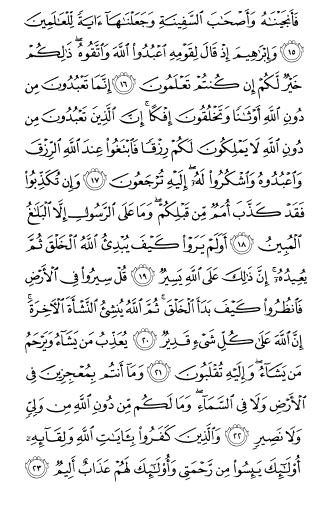 فَأَنجَيْنَٰهُ وَأَصْحَٰبَ ٱلسَّفِينَةِ وَجَعَلْنَٰهَآ ءَايَةً لِّلْعَٰلَمِينَ
١٥ وَإِبْرَٰهِيمَ إِذْ قَالَ لِقَوْمِهِ ٱعْبُدُوا۟ ٱللَّهَ وَٱتَّقُوهُ ۖ ذَٰلِكُمْ
خَيْرٌ لَّكُمْ إِن كُنتُمْ تَعْلَمُونَ ١٦ إِنَّمَا تَعْبُدُونَ مِن
دُونِ ٱللَّهِ أَوْثَٰنًا وَتَخْلُقُونَ إِفْكًا ۚ إِنَّ ٱلَّذِينَ تَعْبُدُونَ مِن
دُونِ ٱللَّهِ لَا يَمْلِكُونَ لَكُمْ رِزْقًا فَٱبْتَغُوا۟ عِندَ ٱللَّهِ ٱلرِّزْقَ
وَٱعْبُدُوهُ وَٱشْكُرُوا۟ لَهُۥٓ ۖ إِلَيْهِ تُرْجَعُونَ ١٧ وَإِن تُكَذِّبُوا۟
فَقَدْ كَذَّبَ أُمَمٌ مِّن قَبْلِكُمْ ۖ وَمَا عَلَى ٱلرَّسُولِ إِلَّا ٱلْبَلَٰغُ
ٱلْمُبِينُ ١٨ أَوَلَمْ يَرَوْا۟ كَيْفَ يُبْدِئُ ٱللَّهُ ٱلْخَلْقَ ثُمَّ
يُعِيدُهُۥٓ ۚ إِنَّ ذَٰلِكَ عَلَى ٱللَّهِ يَسِيرٌ ١٩ قُلْ سِيرُوا۟ فِى ٱلْأَرْضِ
فَٱنظُرُوا۟ كَيْفَ بَدَأَ ٱلْخَلْقَ ۚ ثُمَّ ٱللَّهُ يُنشِئُ ٱلنَّشْأَةَ ٱلْءَاخِرَةَ ۚ
إِنَّ ٱللَّهَ عَلَىٰ كُلِّ شَىْءٍ قَدِيرٌ ٢٠ يُعَذِّبُ مَن يَشَآءُ وَيَرْحَمُ
مَن يَشَآءُ ۖ وَإِلَيْهِ تُقْلَبُونَ ٢١ وَمَآ أَنتُم بِمُعْجِزِينَ فِى
ٱلْأَرْضِ وَلَا فِى ٱلسَّمَآءِ ۖ وَمَا لَكُم مِّن دُونِ ٱللَّهِ مِن وَلِىٍّ
وَلَا نَصِيرٍ ٢٢ وَٱلَّذِينَ كَفَرُوا۟ بِـَٔايَٰتِ ٱللَّهِ وَلِقَآئِهِۦٓ
أُو۟لَٰٓئِكَ يَئِسُوا۟ مِن رَّحْمَتِى وَأُو۟لَٰٓئِكَ لَهُمْ عَذَابٌ أَلِيمٌ ٢٣